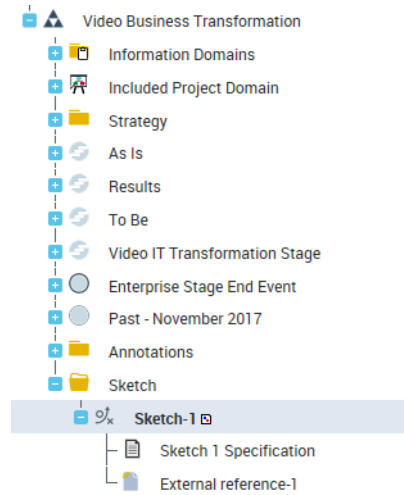 Video Business Transformation
Information Domains
Included Project Domain
Strategy
As Is
Results
To Be
Video IT Transformation Stage
Enterprise Stage End Event
Past - November 2017
Annotations
Sketch
Sketch-1
Sketch 1 Specification
External reference-1